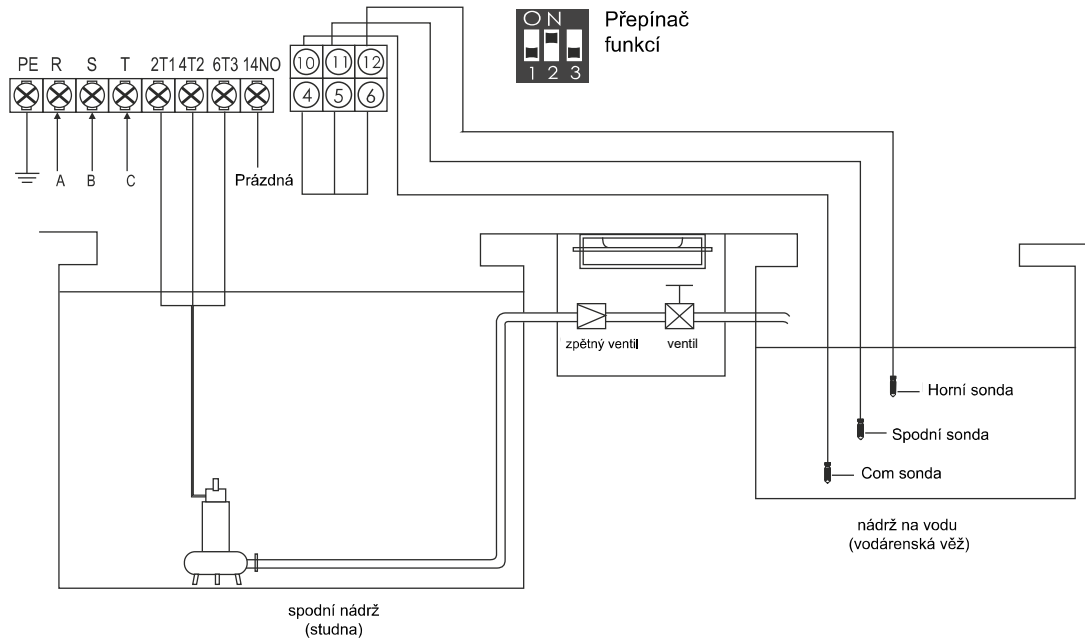 ON
1 2 3
Přepínač
funkcí
PE R S T 2T1 4T2 6T3 14NO
10 11 12
4 5 6
A B C
Prázdná
zpětný ventil
ventil
Horní sonda
Spodní sonda
Com sonda
nádrž na vodu
(vodárenská věž)
spodní nádrž
(studna)